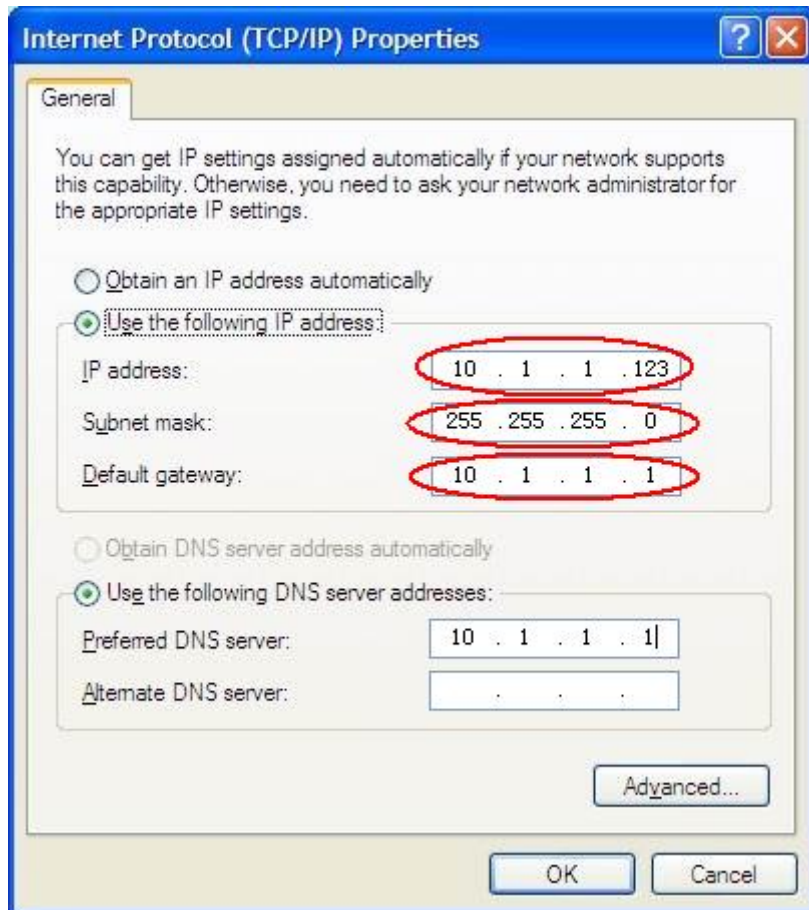 Internet Protocol (TCP/IP) Properties
General
You can get IP settings assigned automatically if your network supports
this capability. Otherwise, you need to ask your network administrator for
the appropriate IP settings.
Obtain an IP address automatically
Use the following IP address:
IP address: 10 . 1 . 1 . 123
Subnet mask: 255 . 255 . 255 . 0
Default gateway: 10 . 1 . 1 . 1
Obtain DNS server address automatically
Use the following DNS server addresses:
Preferred DNS server: 10 . 1 . 1 . 1
Alternate DNS server: . . .
Advanced...
OK Cancel